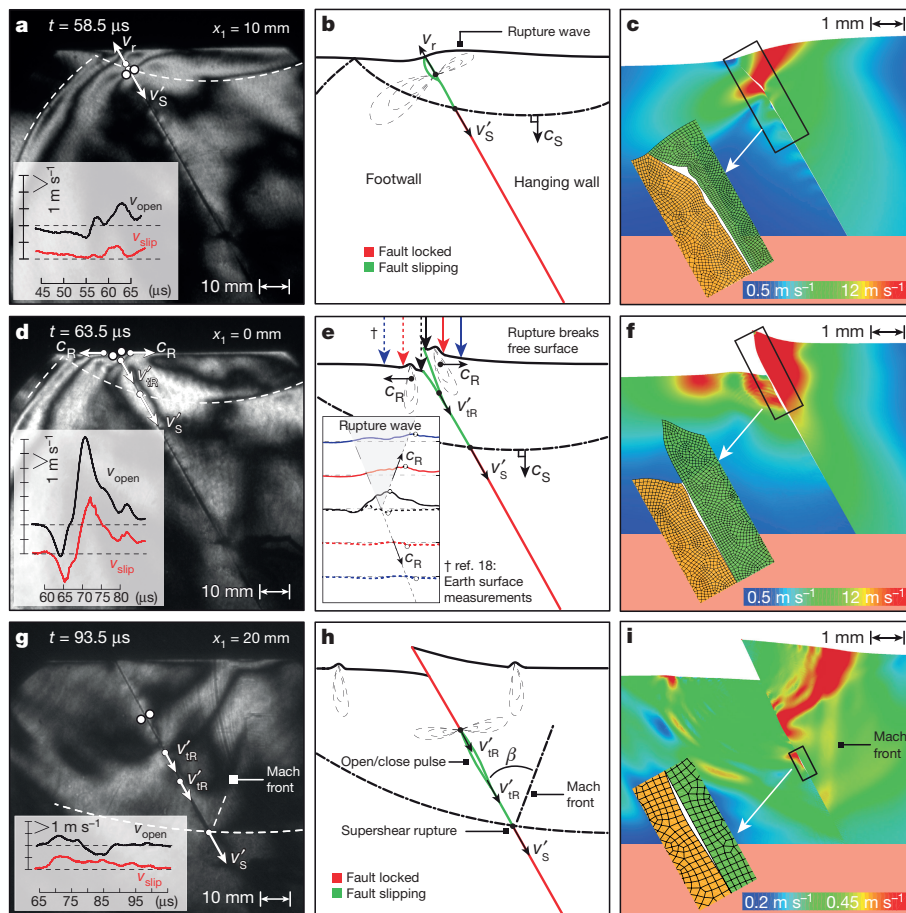 a t = 58.5 μs x₁ = 10 mm
vᵣ
v′S
1 m s⁻¹
v open
v slip
45 50 55 60 65 (μs)
10 mm
b
vᵣ
Rupture wave
v′S
cS
Footwall
Hanging wall
Fault locked
Fault slipping
c 1 mm
0.5 m s⁻¹ 12 m s⁻¹
d t = 63.5 μs x₁ = 0 mm
cR cR
v′tR
v′S
1 m s⁻¹
v open
v slip
60 65 70 75 80 (μs)
10 mm
e
†
Rupture breaks
free surface
cR
cR
v′tR
Rupture wave
cR
v′S
cS
cR
† ref. 18:
Earth surface
measurements
f 1 mm
0.5 m s⁻¹ 12 m s⁻¹
g t = 93.5 μs x₁ = 20 mm
v′tR
v′tR
Mach
front
1 m s⁻¹
v open
v slip
v′S
65 75 85 95 (μs)
10 mm
h
v′tR
β
Open/close pulse
v′tR
Mach
front
Supershear rupture
v′S
Fault locked
Fault slipping
i 1 mm
Mach
front
0.2 m s⁻¹ 0.45 m s⁻¹